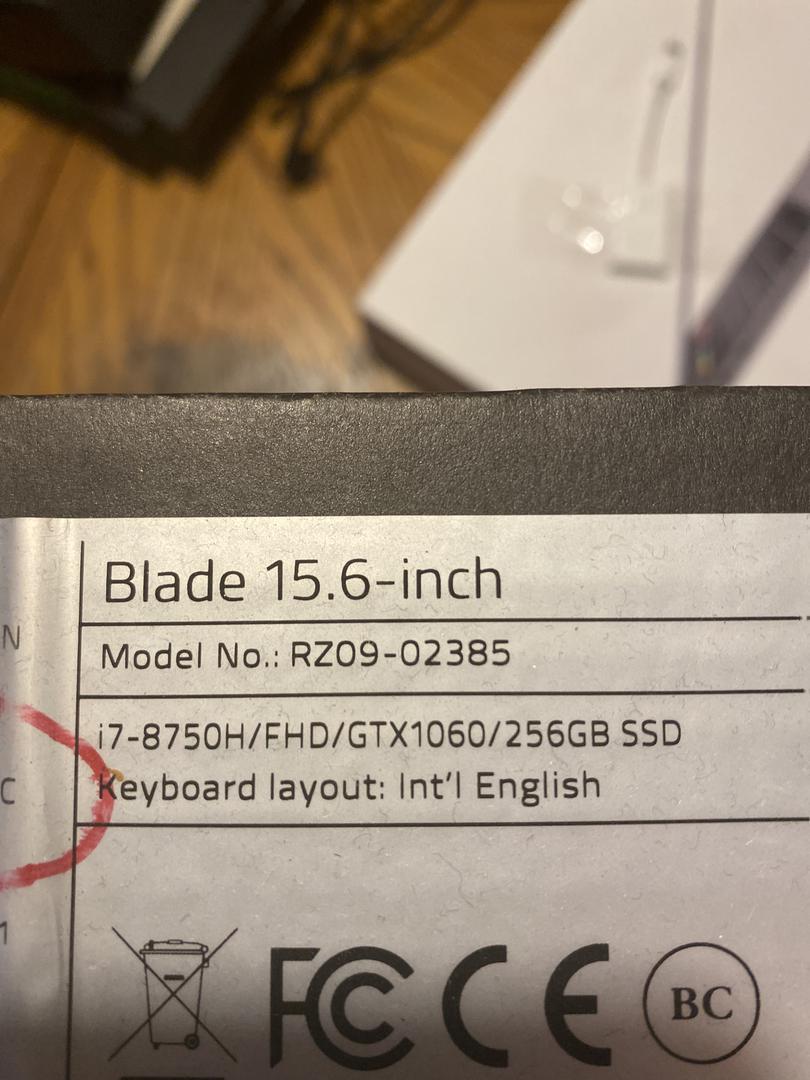 Blade 15.6-inch
Model No.: RZ09-02385
N
i7-8750H/FHD/GTX1060/256GB SSD
Keyboard layout: Int'l English
C
1
FC CE BC